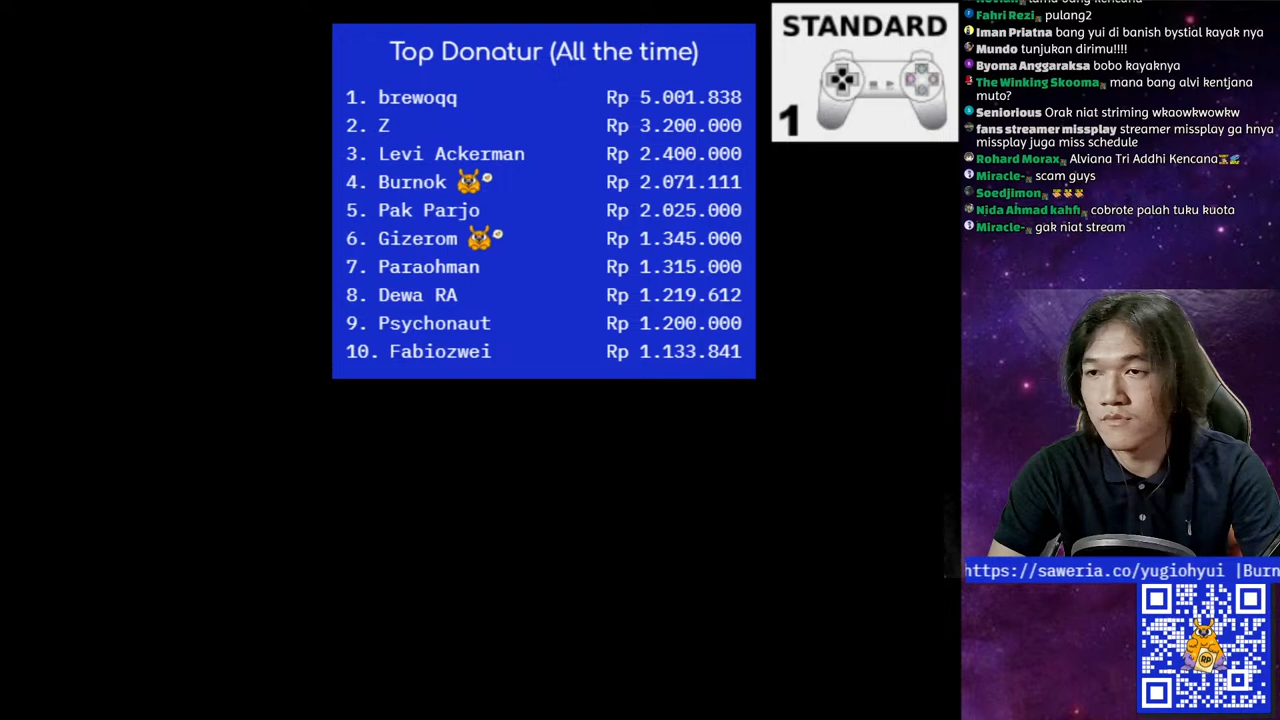 Top Donatur (All the time)
1. brewoqq Rp 5.001.838
2. Z Rp 3.200.000
3. Levi Ackerman Rp 2.400.000
4. Burnok Rp 2.071.111
5. Pak Parjo Rp 2.025.000
6. Gizerom Rp 1.345.000
7. Paraohman Rp 1.315.000
8. Dewa RA Rp 1.219.612
9. Psychonaut Rp 1.200.000
10. Fabiozwei Rp 1.133.841
STANDARD
1
Fahri Rezi pulang2
Iman Priatna bang yui di banish bystial kayak nya
Mundo tunjukan dirimu!!!!
Byoma Anggaraksa bobo kayaknya
The Winking Skooma mana bang alvi kentjana
muto?
Seniorious Orak niat striming wkaowkwowkw
fans streamer missplay streamer missplay ga hnya
missplay juga miss schedule
Rohard Morax Alviana Tri Addhi Kencana
Miracle- scam guys
Soedjimon
Nida Ahmad kahfi cobrote palah tuku kuota
Miracle- gak niat stream
https://saweria.co/yugiohyui |Burn
RP